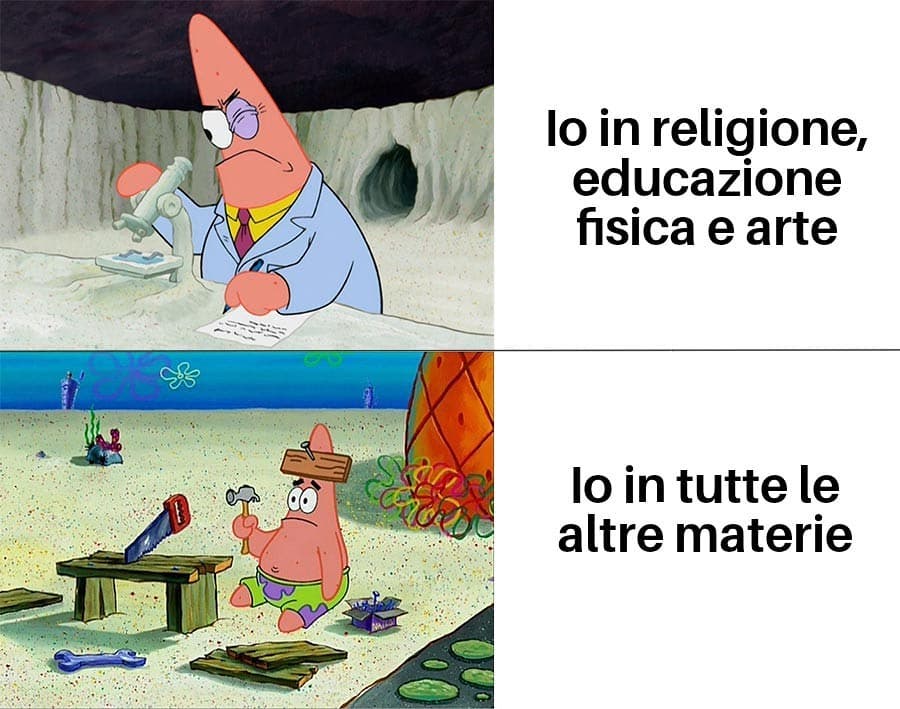 Io in religione,
educazione
fisica e arte
Io in tutte le
altre materie